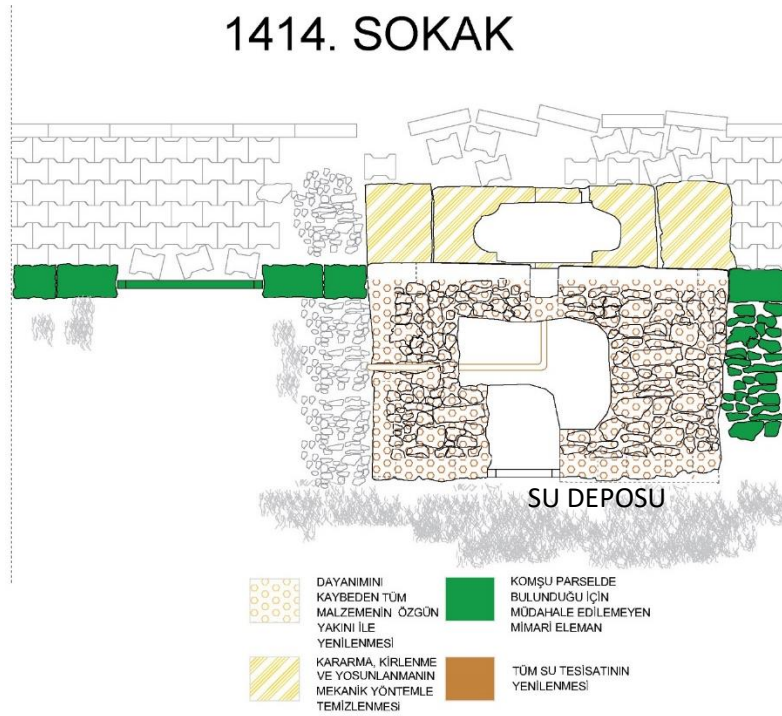 1414. SOKAK
SU DEPOSU
DAYANIMINI
KAYBEDEN TÜM
MALZEMENİN ÖZGÜN
YAKINI İLE
YENİLENMESİ
KOMŞU PARSELDE
BULUNDUĞU İÇİN
MÜDAHALE EDİLEMEYEN
MİMARİ ELEMAN
KARARMA, KİRLENME
VE YOSUNLANMANIN
MEKANİK YÖNTEMLE
TEMİZLENMESİ
TÜM SU TESİSATININ
YENİLENMESİ